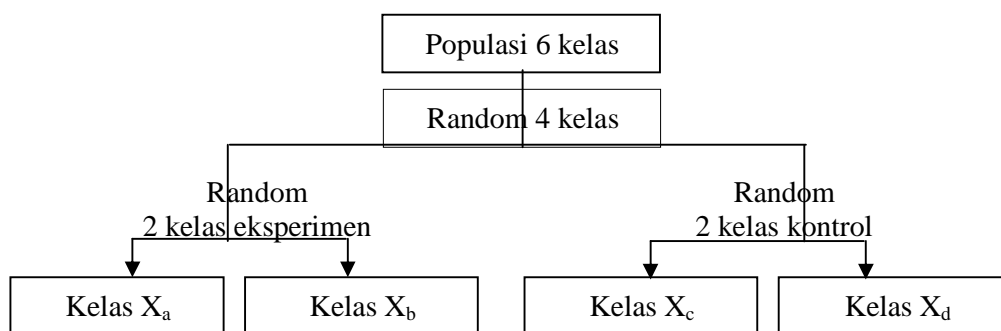 Populasi 6 kelas
Random 4 kelas
Random
2 kelas eksperimen
Random
2 kelas kontrol
Kelas Xa
Kelas Xb
Kelas Xc
Kelas Xd